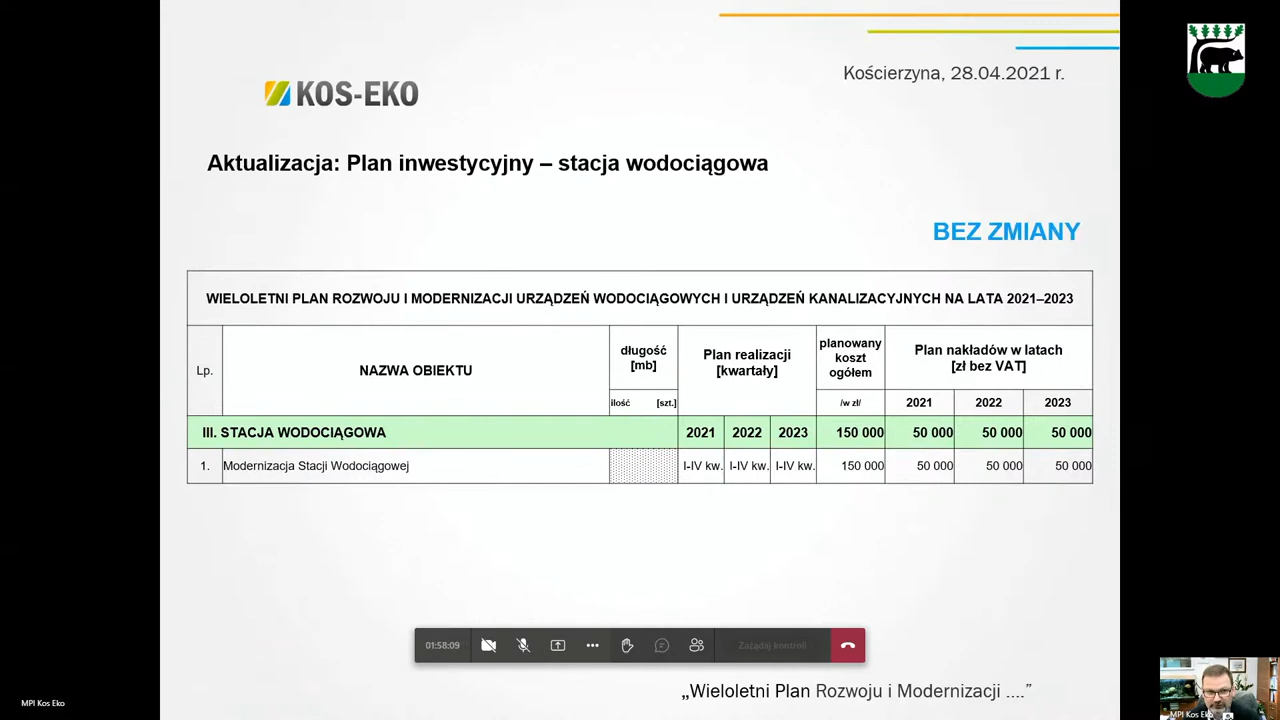 Kościerzyna, 28.04.2021 r.
KOS-EKO
Aktualizacja: Plan inwestycyjny – stacja wodociągowa
BEZ ZMIANY
WIELOLETNI PLAN ROZWOJU I MODERNIZACJI URZĄDZEŃ WODOCIĄGOWYCH I URZĄDZEŃ KANALIZACYJNYCH NA LATA 2021–2023
Lp.
NAZWA OBIEKTU
długość
[mb]
ilość [szt.]
Plan realizacji
[kwartały]
planowany
koszt
ogółem
/w zł/
Plan nakładów w latach
[zł bez VAT]
2021 2022 2023
III. STACJA WODOCIĄGOWA 2021 2022 2023 150 000 50 000 50 000 50 000
1. Modernizacja Stacji Wodociągowej I-IV kw. I-IV kw. I-IV kw. 150 000 50 000 50 000 50 000
01:58:09 Zażądaj kontroli
„Wieloletni Plan Rozwoju i Modernizacji ....”
MPI Kos Eko
MPI Kos Eko